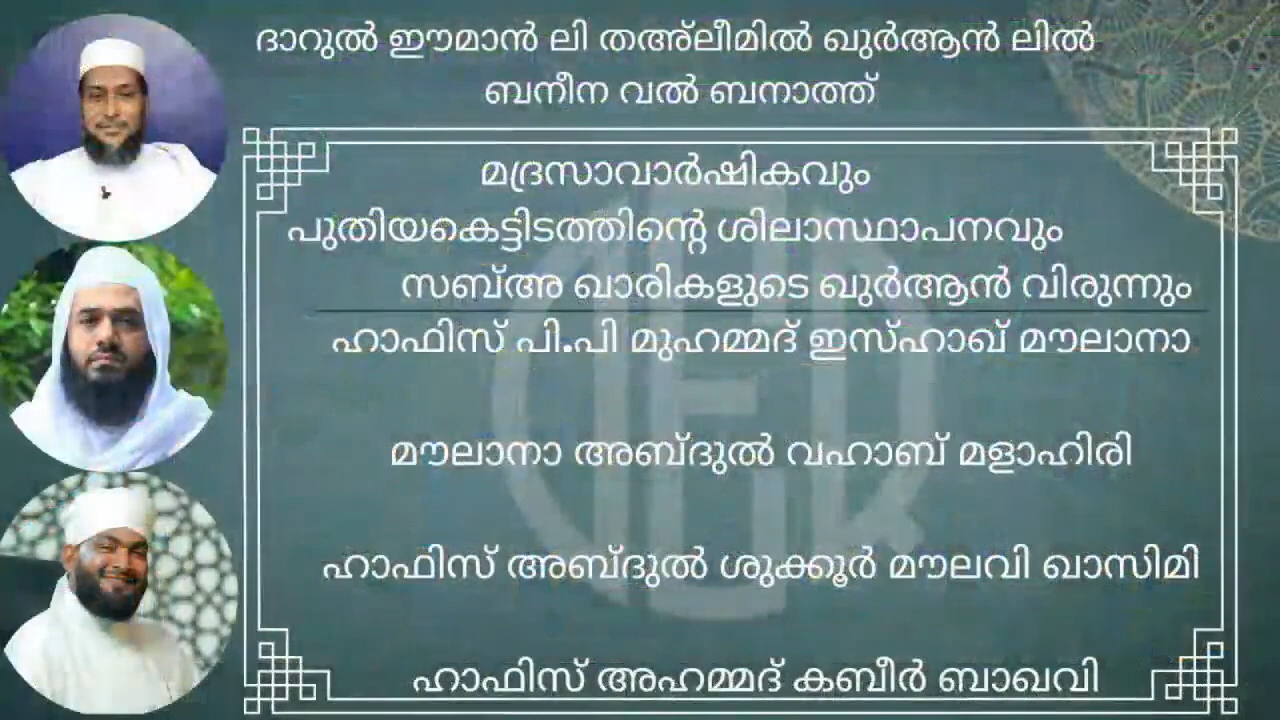 ദാറുൽ ഈമാൻ ലി തഅ്ലീമിൽ ഖുർആൻ ലിൽ
ബനീന വൽ ബനാത്ത്
മദ്രസാവാർഷികവും
പുതിയകെട്ടിടത്തിന്റെ ശിലാസ്ഥാപനവും
സബ്അ ഖാരികളുടെ ഖുർആൻ വിരുന്നും
ഹാഫിസ് പി.പി മുഹമ്മദ് ഇസ്ഹാഖ് മൗലാനാ
മൗലാനാ അബ്ദുൽ വഹാബ് മളാഹിരി
ഹാഫിസ് അബ്ദുൽ ശുക്കൂർ മൗലവി ഖാസിമി
ഹാഫിസ് അഹമ്മദ് കബീർ ബാഖവി